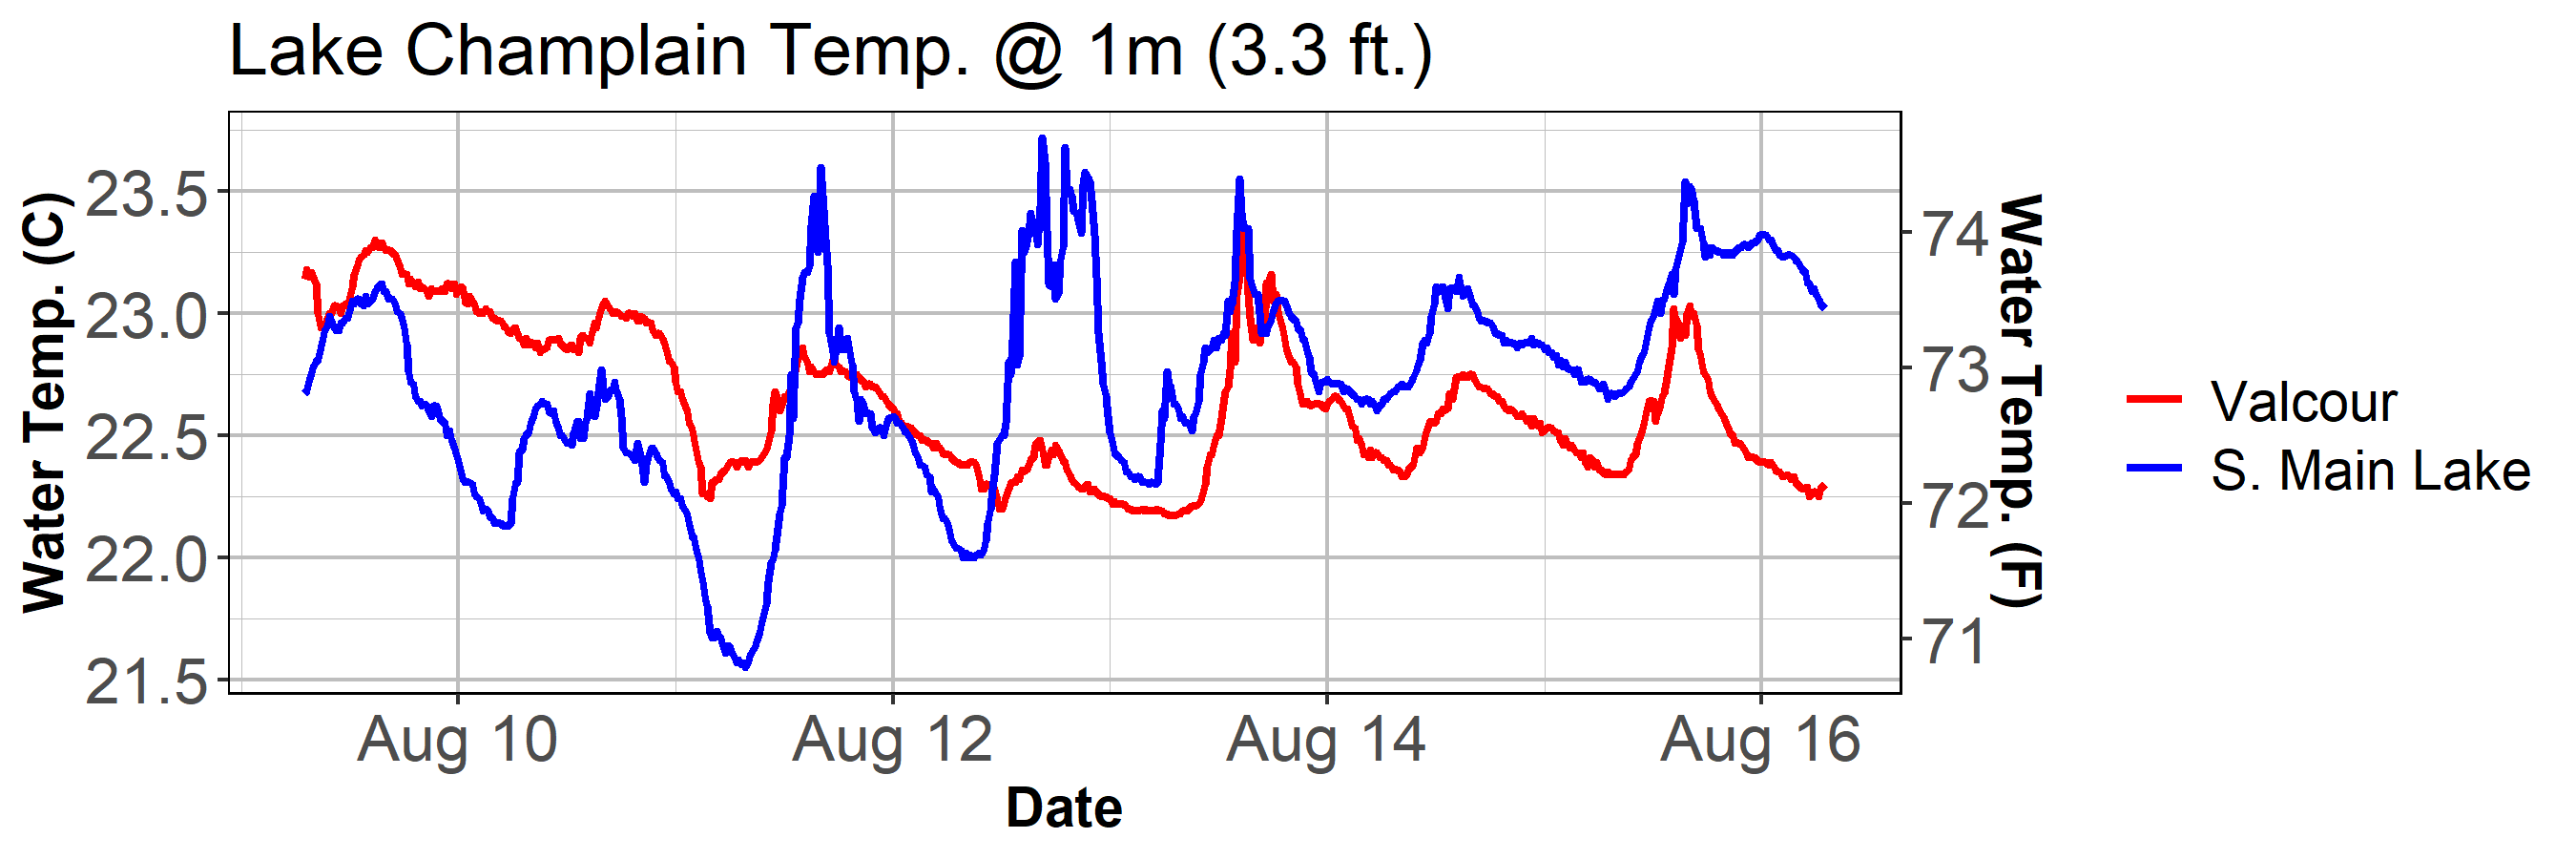 Lake Champlain Temp. @ 1m (3.3 ft.)
Water Temp. (C)
23.5
23.0
22.5
22.0
21.5
74
73
72
71
Water Temp. (F)
Aug 10 Aug 12 Aug 14 Aug 16
Date
Valcour
S. Main Lake